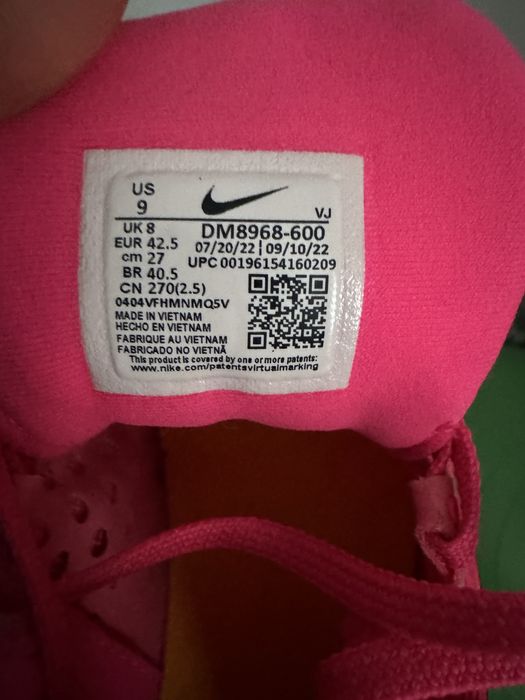 US
9
VJ
UK 8
DM8968-600
EUR 42.5
07/20/22 | 09/10/22
cm 27
UPC 00196154160209
BR 40.5
CN 270(2.5)
0404VFHMNMQ5V
MADE IN VIETNAM
HECHO EN VIETNAM
FABRIQUE AU VIETNAM
FABRICADO NO VIETNÃ
This product is covered by one or more patents:
www.nike.com/patentsvirtualmarking